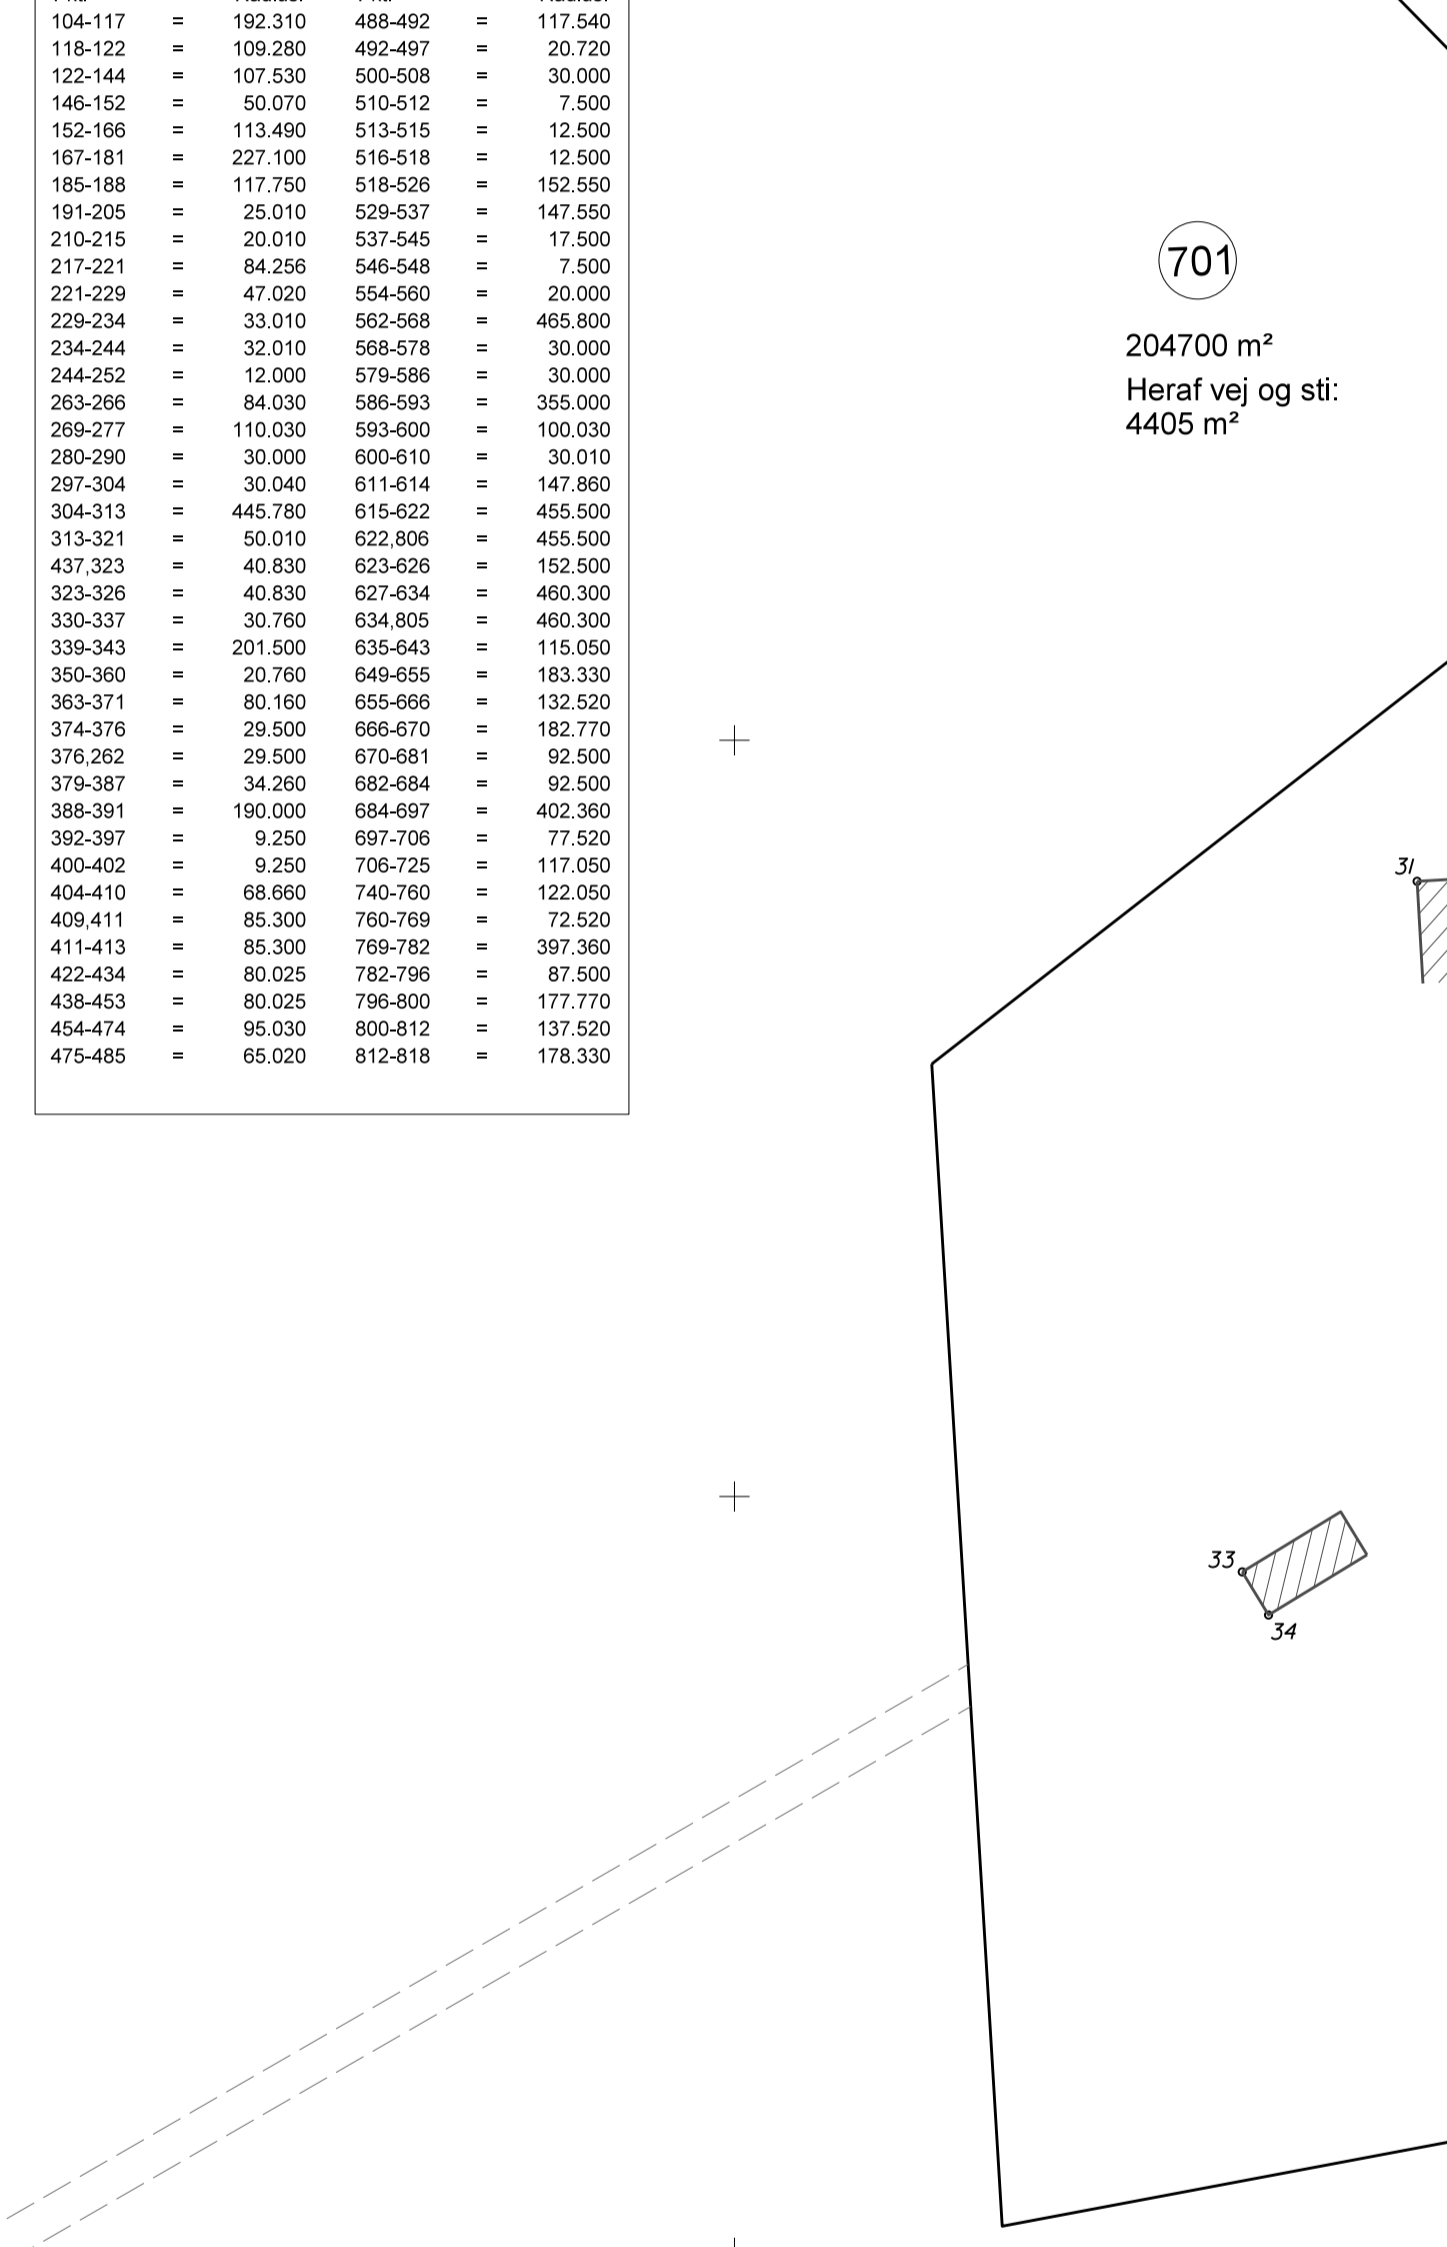 104-117 = 192.310 488-492 = 117.540
118-122 = 109.280 492-497 = 20.720
122-144 = 107.530 500-508 = 30.000
146-152 = 50.070 510-512 = 7.500
152-166 = 113.490 513-515 = 12.500
167-181 = 227.100 516-518 = 12.500
185-188 = 117.750 518-526 = 152.550
191-205 = 25.010 529-537 = 147.550
210-215 = 20.010 537-545 = 17.500
217-221 = 84.256 546-548 = 7.500
221-229 = 47.020 554-560 = 20.000
229-234 = 33.010 562-568 = 465.800
234-244 = 32.010 568-578 = 30.000
244-252 = 12.000 579-586 = 30.000
263-266 = 84.030 586-593 = 355.000
269-277 = 110.030 593-600 = 100.030
280-290 = 30.000 600-610 = 30.010
297-304 = 30.040 611-614 = 147.860
304-313 = 445.780 615-622 = 455.500
313-321 = 50.010 622,806 = 455.500
437,323 = 40.830 623-626 = 152.500
323-326 = 40.830 627-634 = 460.300
330-337 = 30.760 634,805 = 460.300
339-343 = 201.500 635-643 = 115.050
350-360 = 20.760 649-655 = 183.330
363-371 = 80.160 655-666 = 132.520
374-376 = 29.500 666-670 = 182.770
376,262 = 29.500 670-681 = 92.500
379-387 = 34.260 682-684 = 92.500
388-391 = 190.000 684-697 = 402.360
392-397 = 9.250 697-706 = 77.520
400-402 = 9.250 706-725 = 117.050
404-410 = 68.660 740-760 = 122.050
409,411 = 85.300 760-769 = 72.520
411-413 = 85.300 769-782 = 397.360
422-434 = 80.025 782-796 = 87.500
438-453 = 80.025 796-800 = 177.770
454-474 = 95.030 800-812 = 137.520
475-485 = 65.020 812-818 = 178.330
701
204700 m²
Heraf vej og sti:
4405 m²
31
33
34